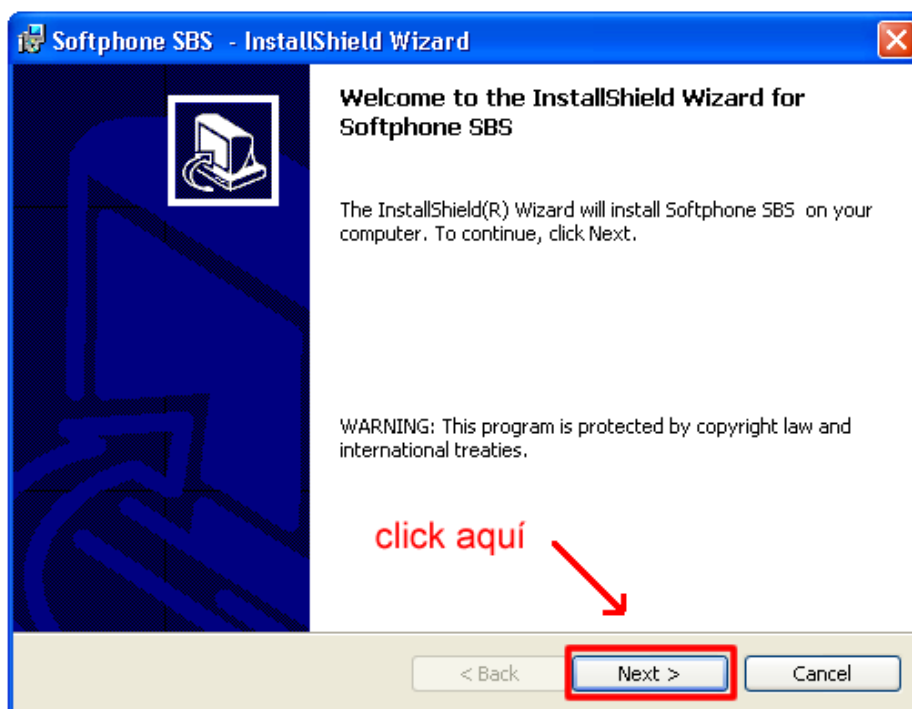 Softphone SBS - InstallShield Wizard
Welcome to the InstallShield Wizard for
Softphone SBS
The InstallShield(R) Wizard will install Softphone SBS on your
computer. To continue, click Next.
WARNING: This program is protected by copyright law and
international treaties.
click aquí
< Back
Next >
Cancel